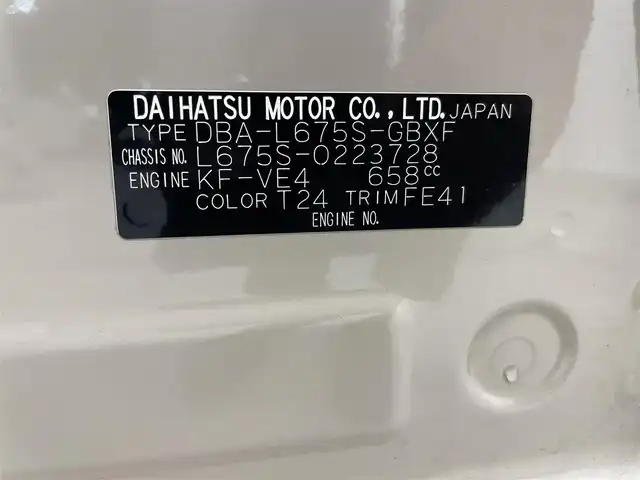 DAIHATSU MOTOR CO.,LTD. JAPAN
TYPE DBA-L675S-GBXF
CHASSIS NO. L675S-0223728
ENGINE KF-VE4 658cc
COLOR T24 TRIM FE41
ENGINE NO.